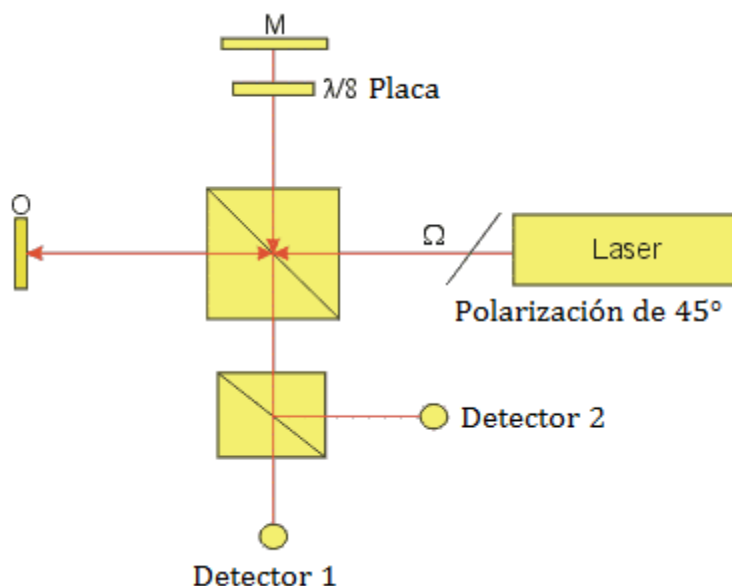 M
λ/8 Placa
O
Ω
Laser
Polarización de 45°
Detector 2
Detector 1